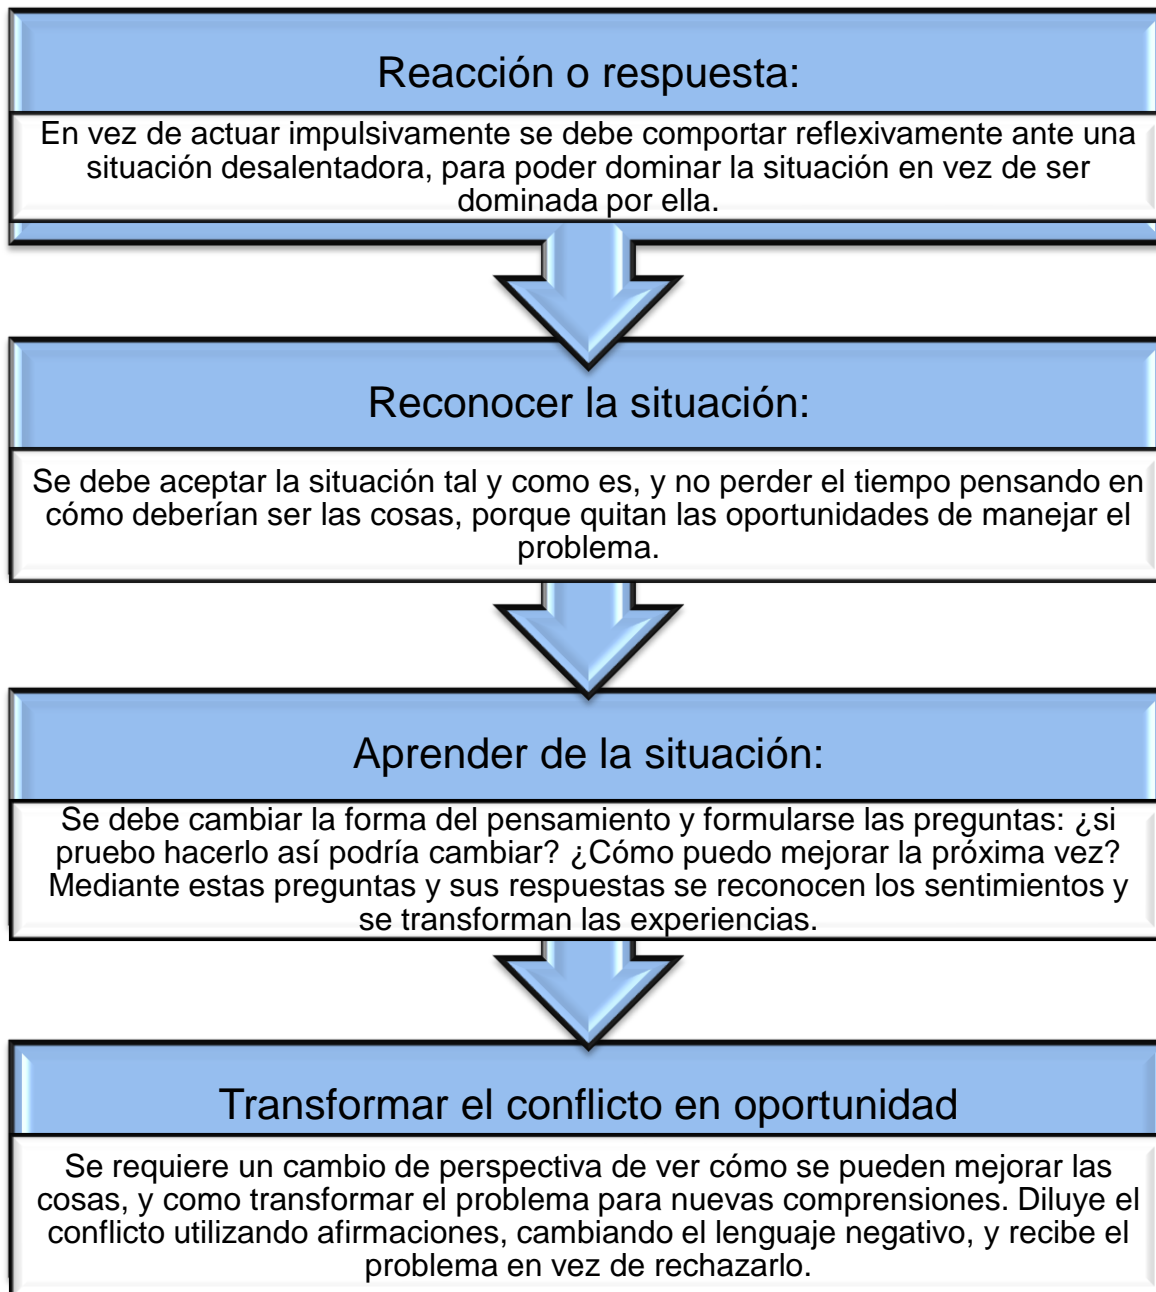 Reacción o respuesta:
En vez de actuar impulsivamente se debe comportar reflexivamente ante una
situación desalentadora, para poder dominar la situación en vez de ser
dominada por ella.
Reconocer la situación:
Se debe aceptar la situación tal y como es, y no perder el tiempo pensando en
cómo deberían ser las cosas, porque quitan las oportunidades de manejar el
problema.
Aprender de la situación:
Se debe cambiar la forma del pensamiento y formularse las preguntas: ¿si
pruebo hacerlo así podría cambiar? ¿Cómo puedo mejorar la próxima vez?
Mediante estas preguntas y sus respuestas se reconocen los sentimientos y
se transforman las experiencias.
Transformar el conflicto en oportunidad
Se requiere un cambio de perspectiva de ver cómo se pueden mejorar las
cosas, y como transformar el problema para nuevas comprensiones. Diluye el
conflicto utilizando afirmaciones, cambiando el lenguaje negativo, y recibe el
problema en vez de rechazarlo.